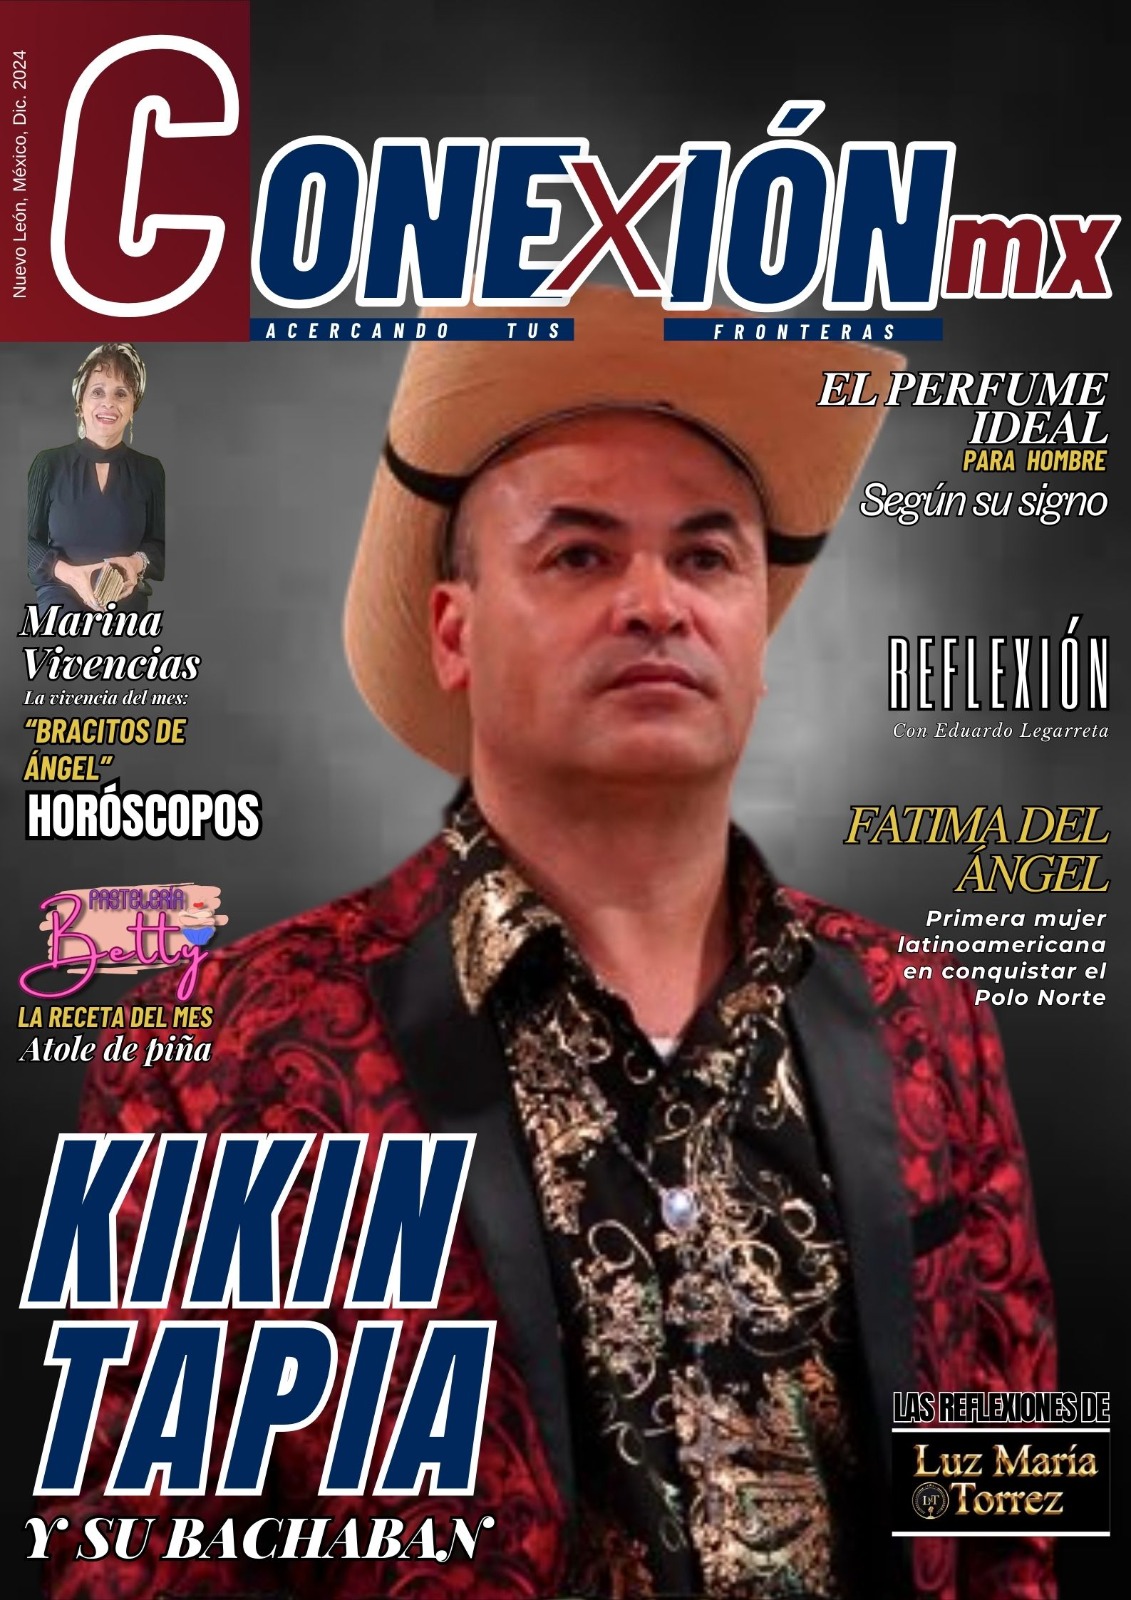 Nuevo León, México, Dic. 2024
CONEXIÓN mx
ACERCANDO TUS FRONTERAS
EL PERFUME
IDEAL
PARA HOMBRE
Según su signo
Marina
Vivencias
La vivencia del mes:
“BRACITOS DE
ÁNGEL”
HORÓSCOPOS
REFLEXIÓN
Con Eduardo Legarreta
FATIMA DEL
ÁNGEL
Primera mujer
latinoamericana
en conquistar el
Polo Norte
PASTELERÍA
Betty
LA RECETA DEL MES
Atole de piña
KIKIN
TAPIA
Y SU BACHABAN
LAS REFLEXIONES DE
Luz María
Torrez